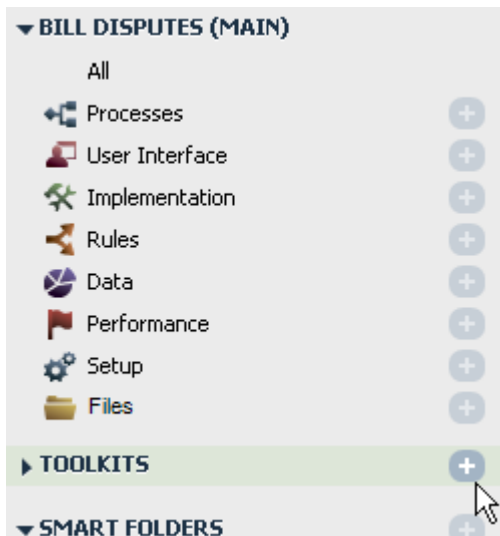 BILL DISPUTES (MAIN)
All
Processes
User Interface
Implementation
Rules
Data
Performance
Setup
Files
TOOLKITS
SMART FOLDERS